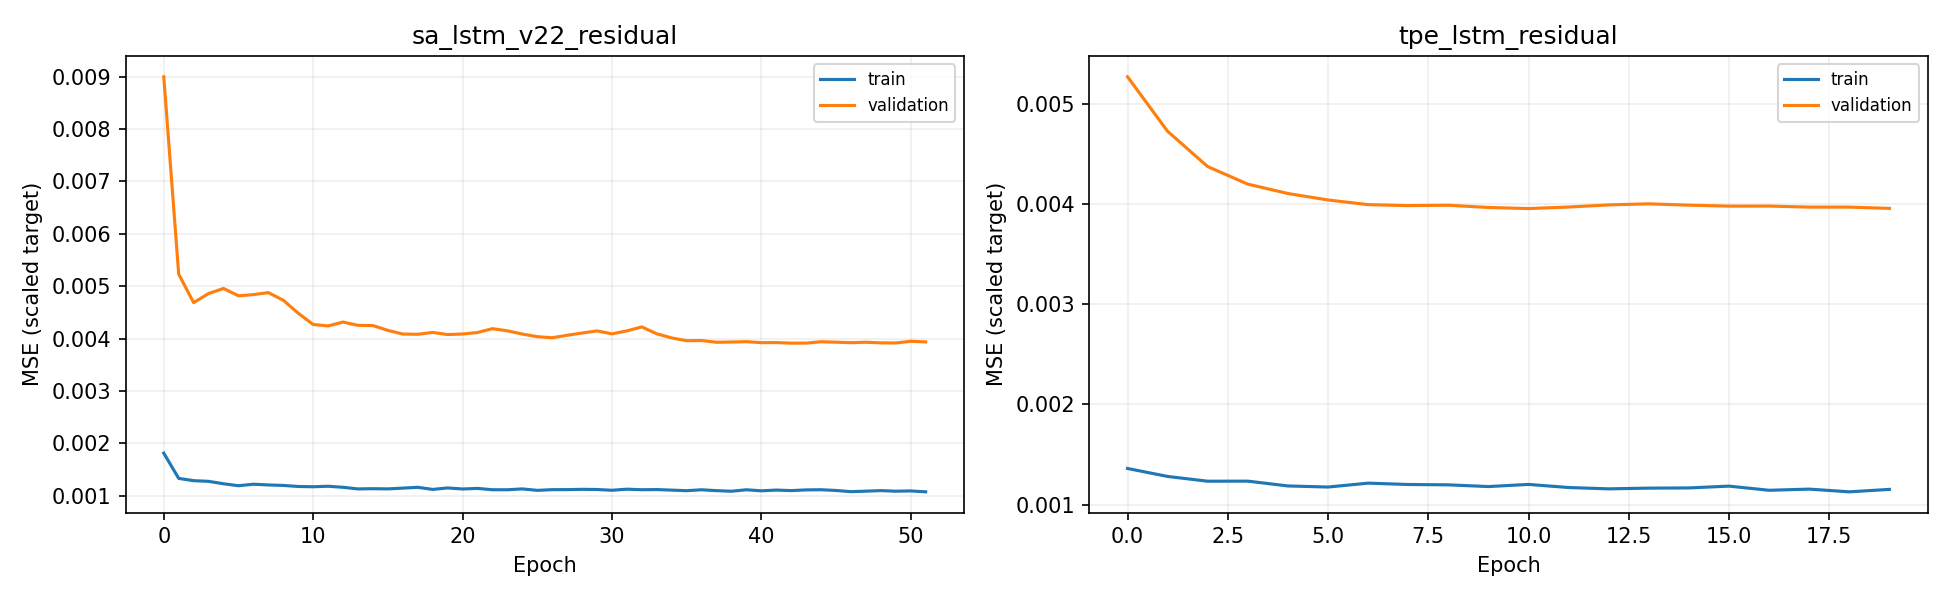 sa_lstm_v22_residual
MSE (scaled target)
0.009
0.008
0.007
0.006
0.005
0.004
0.003
0.002
0.001
0 10 20 30 40 50
Epoch
train
validation
tpe_lstm_residual
MSE (scaled target)
0.005
0.004
0.003
0.002
0.001
0.0 2.5 5.0 7.5 10.0 12.5 15.0 17.5
Epoch
train
validation